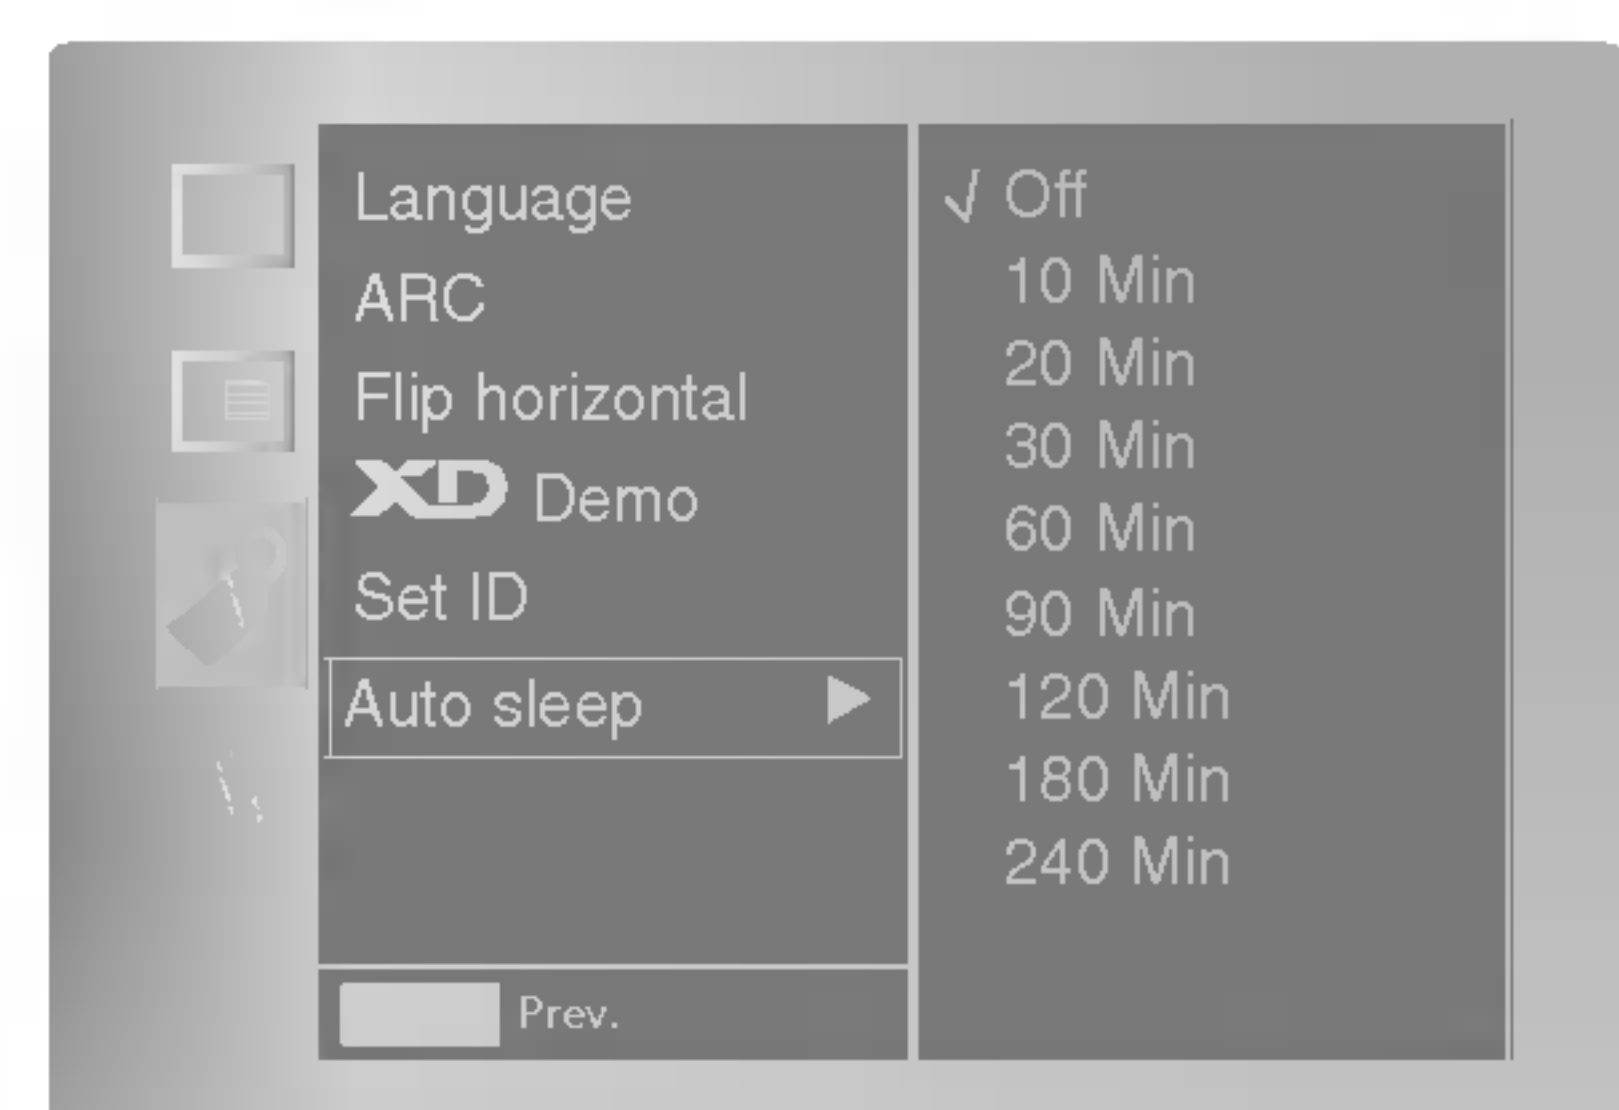 Language
ARC
Flip horizontal
XD Demo
Set ID
Auto sleep
Prev.
√ Off
10 Min
20 Min
30 Min
60 Min
90 Min
120 Min
180 Min
240 Min